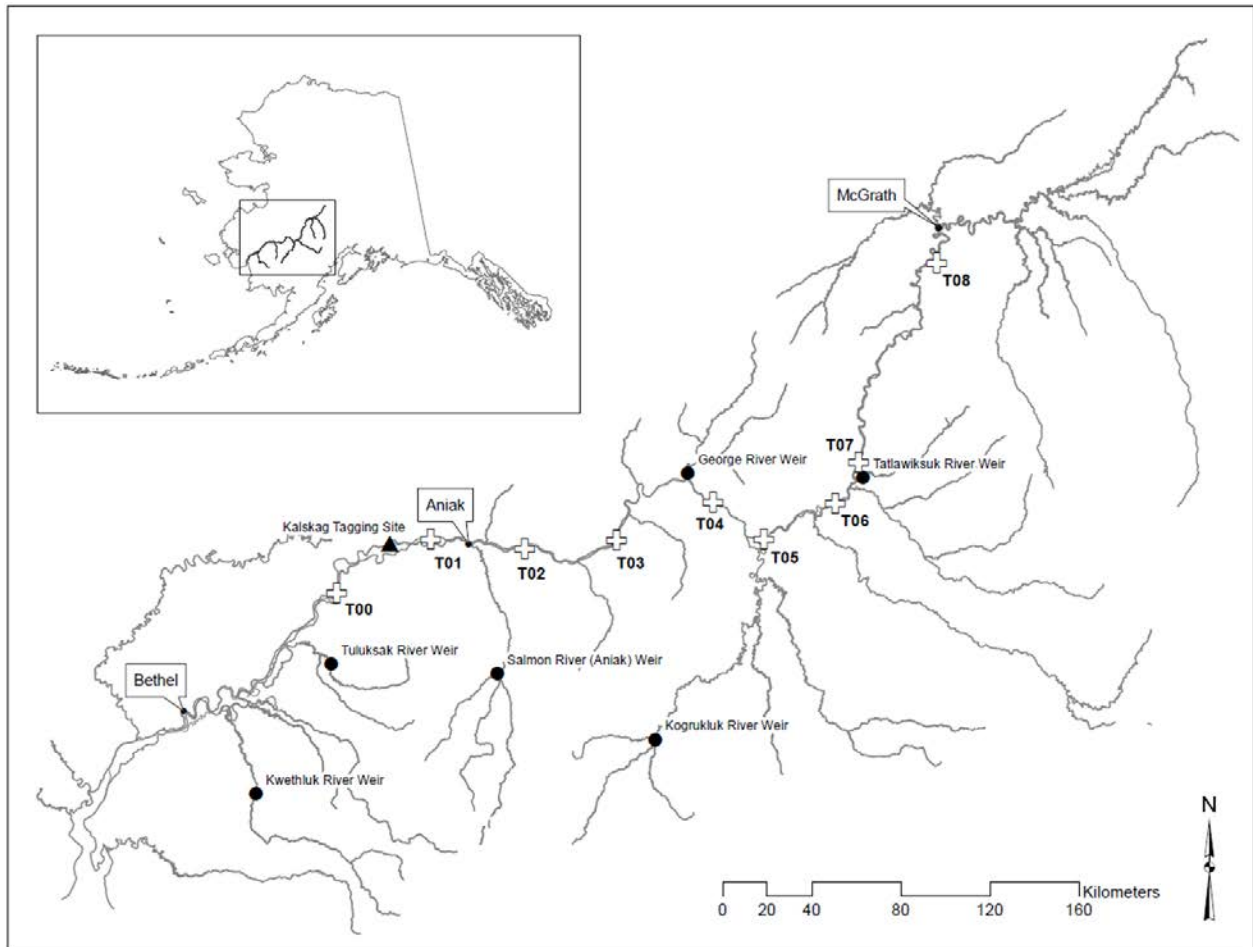 McGrath
T08
T07
George River Weir
Tatlawiksuk River Weir
T04
T06
Aniak
Kalskag Tagging Site
T01
T02
T03
T05
T00
Tuluksak River Weir
Salmon River (Aniak) Weir
Bethel
Kogrukluk River Weir
Kwethluk River Weir
N
Kilometers
0 20 40 80 120 160